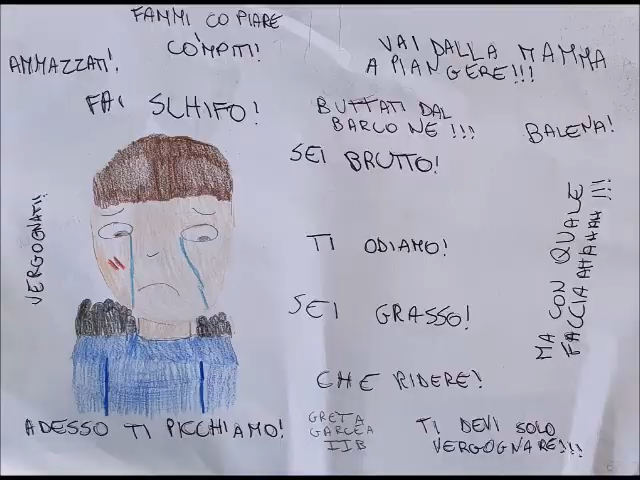 FAMMI COPIARE
COMPITI!
AMMAZZATI!
VAI DALLA MAMMA
A PIANGERE!!!
FAI SCHIFO!
BUTTATI DAL
BARCONE!!!
BALENA!
SEI BRUTTO!
VERGOGNATI!!
TI ODIAMO!
MA CON QUALE
FACCIA AHAHAH!!!
SEI GRASSO!
CHE RIDERE!
ADESSO TI PICCHIAMO!
GRETA
GARCEA
IIB
TI DEVI SOLO
VERGOGNARE!!!